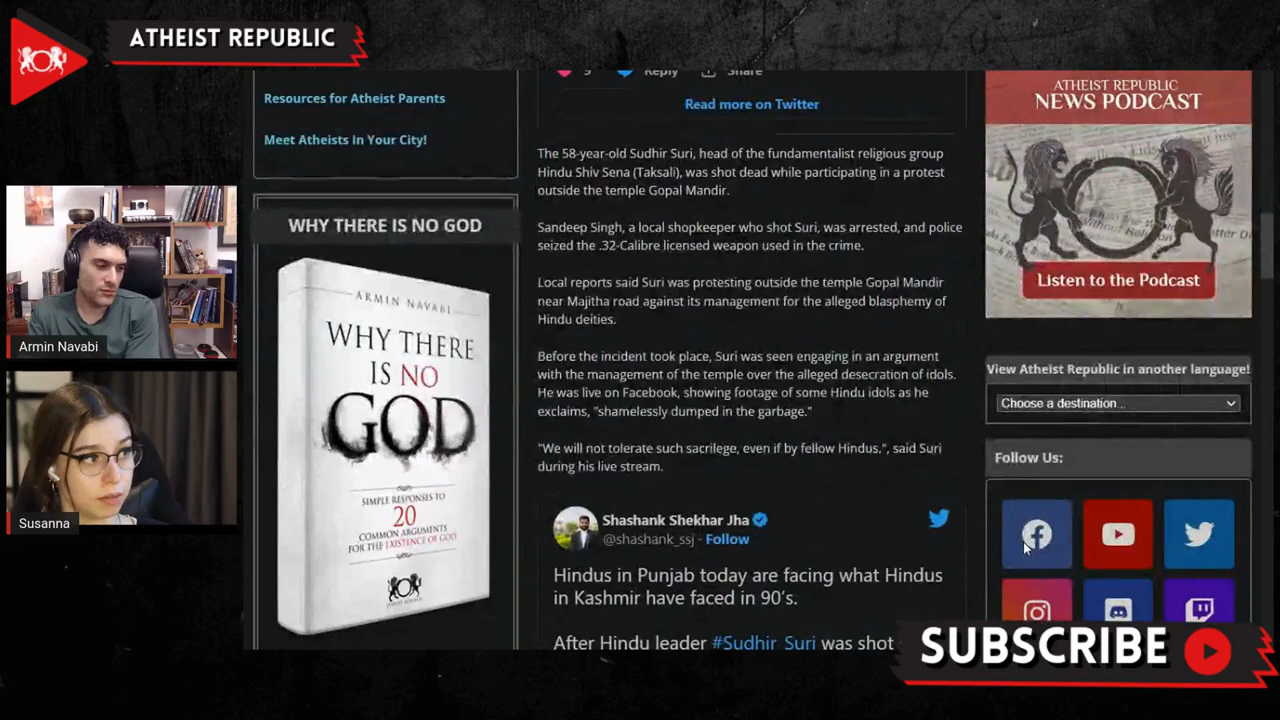 ATHEIST REPUBLIC
Armin Navabi
Susanna
Resources for Atheist Parents
Meet Atheists In Your City!
WHY THERE IS NO GOD
ARMIN NAVABI
WHY THERE
IS NO
GOD
SIMPLE RESPONSES TO
20
COMMON ARGUMENTS
FOR THE EXISTENCE OF GOD
9 Reply Share
Read more on Twitter
The 58-year-old Sudhir Suri, head of the fundamentalist religious group
Hindu Shiv Sena (Taksali), was shot dead while participating in a protest
outside the temple Gopal Mandir.
Sandeep Singh, a local shopkeeper who shot Suri, was arrested, and police
seized the .32-Calibre licensed weapon used in the crime.
Local reports said Suri was protesting outside the temple Gopal Mandir
near Majitha road against its management for the alleged blasphemy of
Hindu deities.
Before the incident took place, Suri was seen engaging in an argument
with the management of the temple over the alleged desecration of idols.
He was live on Facebook, showing footage of some Hindu idols as he
exclaims, "shamelessly dumped in the garbage."
"We will not tolerate such sacrilege, even if by fellow Hindus.", said Suri
during his live stream.
Shashank Shekhar Jha
@shashank_ssj · Follow
Hindus in Punjab today are facing what Hindus
in Kashmir have faced in 90's.
After Hindu leader #Sudhir_Suri was shot
ATHEIST REPUBLIC
NEWS PODCAST
Listen to the Podcast
View Atheist Republic in another language!
Choose a destination...
Follow Us:
SUBSCRIBE